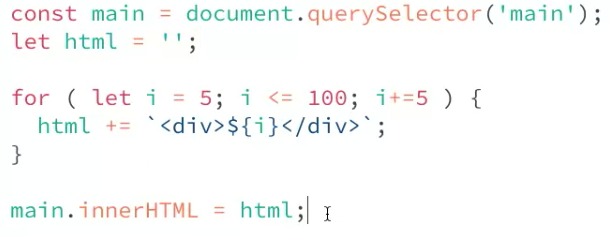 const main = document.querySelector('main');
let html = '';
for ( let i = 5; i <= 100; i+=5 ) {
  html += `<div>${i}</div>`;
}
main.innerHTML = html;